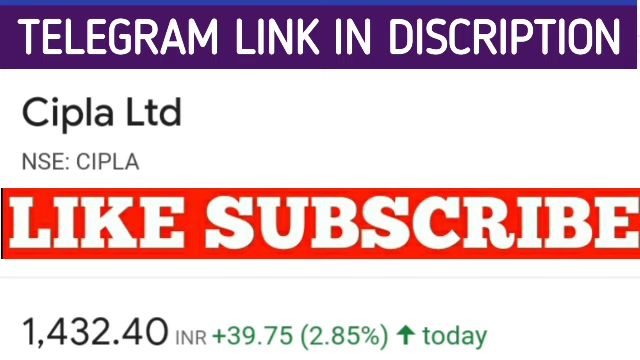 TELEGRAM LINK IN DISCRIPTION
Cipla Ltd
NSE: CIPLA
LIKE SUBSCRIBE
1,432.40 INR +39.75 (2.85%) ↑ today